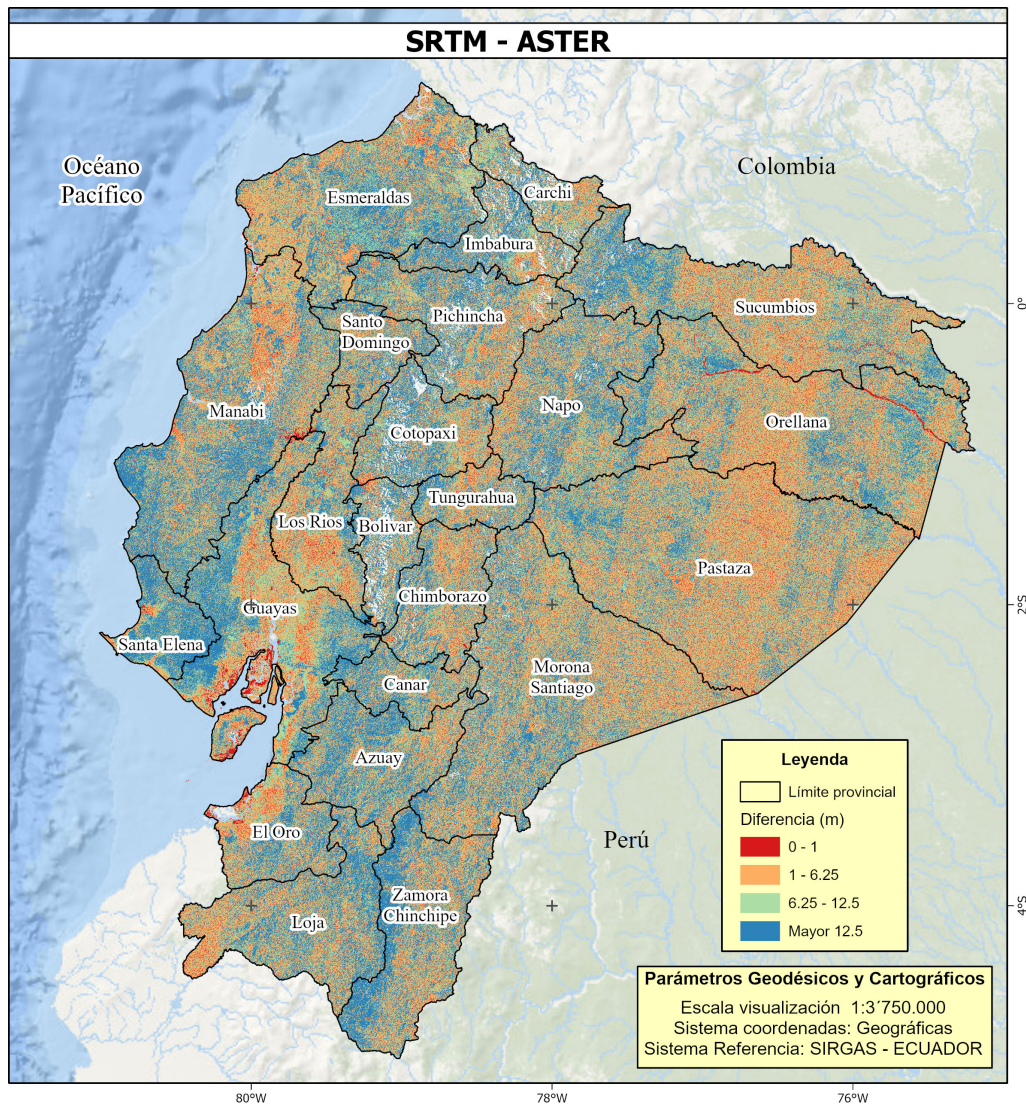 SRTM - ASTER
Océano
Pacífico
Colombia
Carchi
Esmeraldas
Imbabura
Sucumbios
0°
Pichincha
Santo
Domingo
Manabi
Napo
Orellana
Cotopaxi
Tungurahua
Los Rios
Bolivar
Pastaza
Chimborazo
2°S
Guayas
Santa Elena
Morona
Santiago
Canar
Azuay
El Oro
Perú
Zamora
Chinchipe
Loja
4°S
Leyenda
Límite provincial
Diferencia (m)
0 - 1
1 - 6.25
6.25 - 12.5
Mayor 12.5
Parámetros Geodésicos y Cartográficos
Escala visualización 1:3´750.000
Sistema coordenadas: Geográficas
Sistema Referencia: SIRGAS - ECUADOR
80°W
78°W
76°W